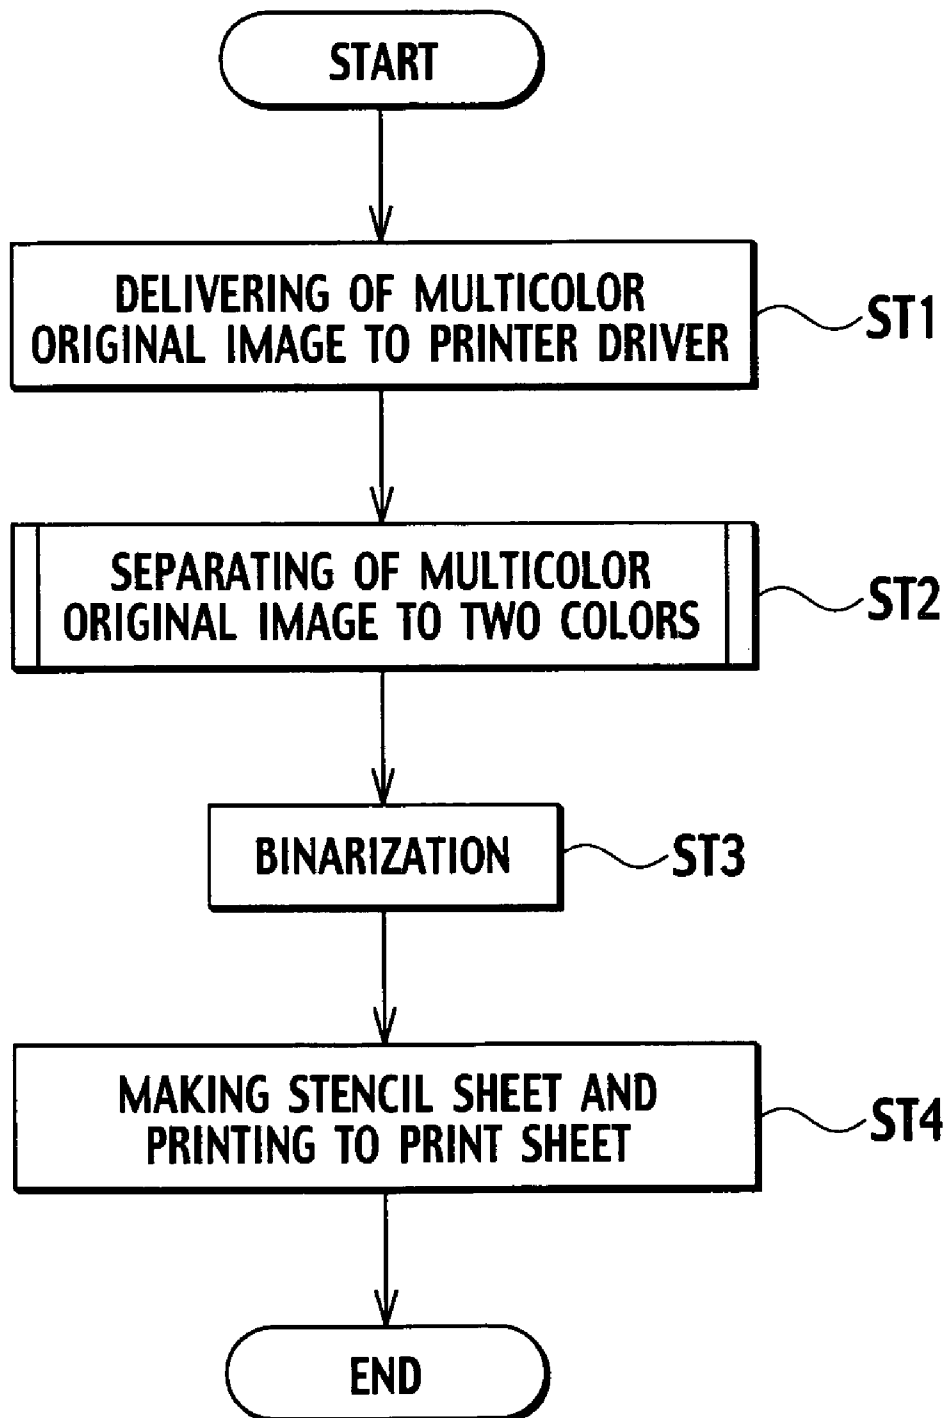 START
DELIVERING OF MULTICOLOR
ORIGINAL IMAGE TO PRINTER DRIVER
ST1
SEPARATING OF MULTICOLOR
ORIGINAL IMAGE TO TWO COLORS
ST2
BINARIZATION
ST3
MAKING STENCIL SHEET AND
PRINTING TO PRINT SHEET
ST4
END